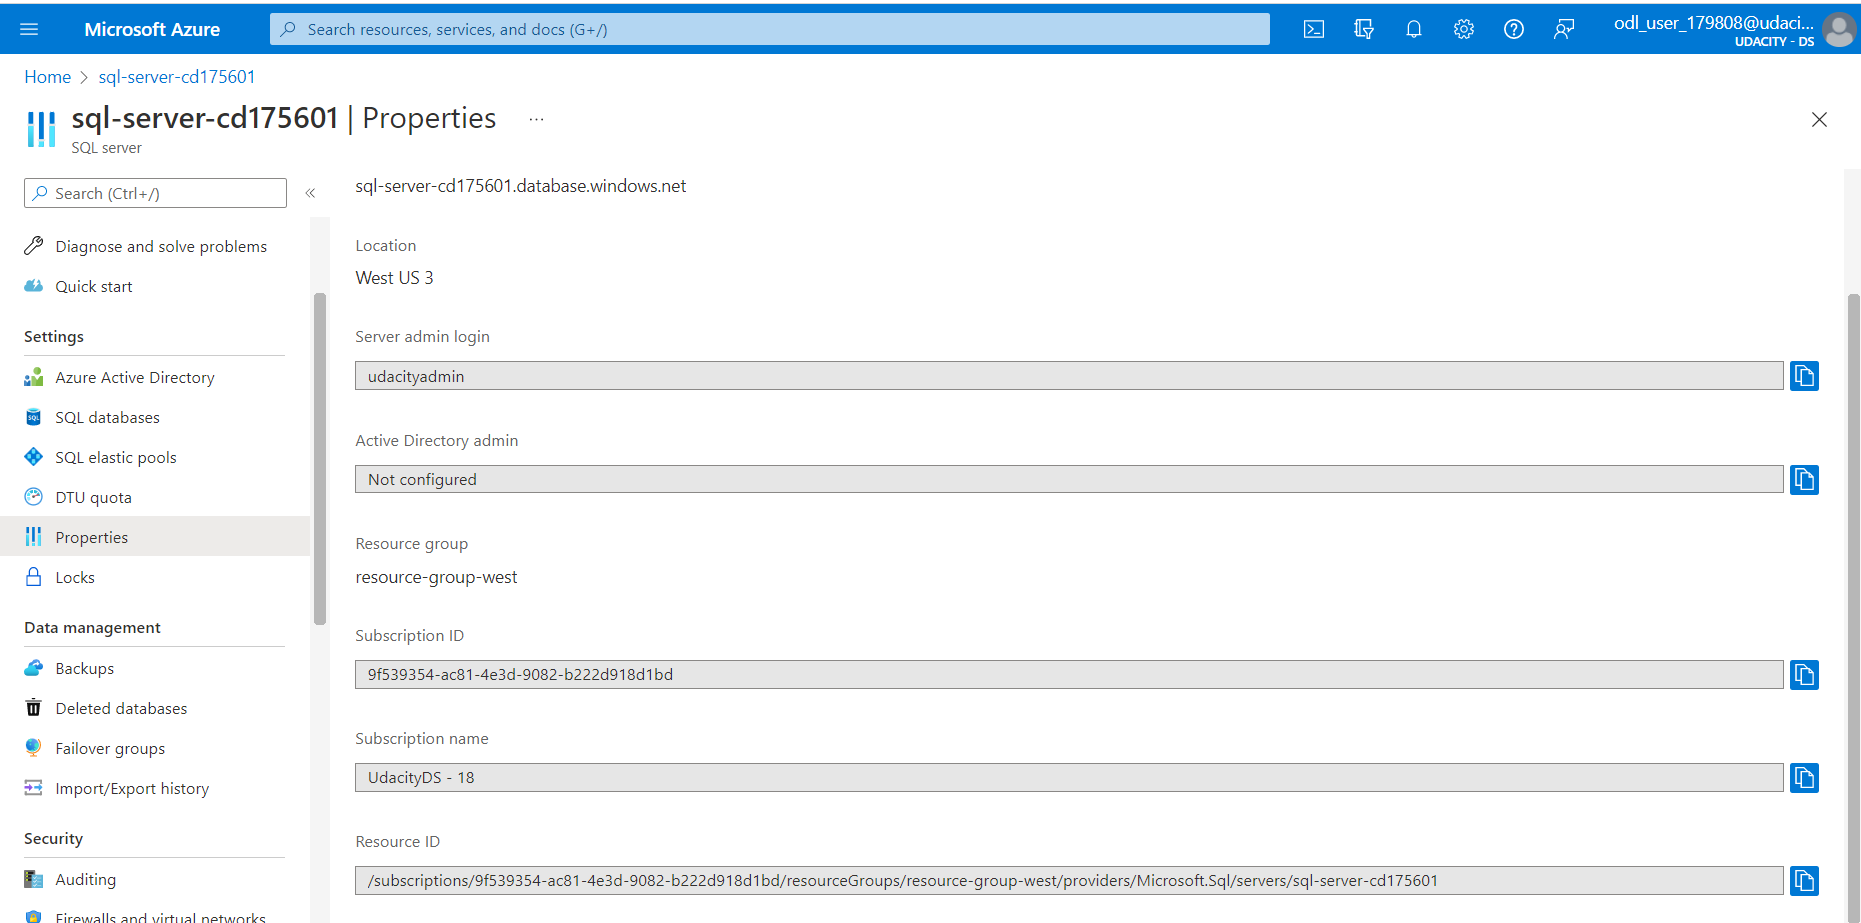 Microsoft Azure
Search resources, services, and docs (G+/)
odl_user_179808@udaci...
UDACITY - DS
Home > sql-server-cd175601
sql-server-cd175601 | Properties ...
SQL server
Search (Ctrl+/)
«
Diagnose and solve problems
Quick start
Settings
Azure Active Directory
SQL databases
SQL elastic pools
DTU quota
Properties
Locks
Data management
Backups
Deleted databases
Failover groups
Import/Export history
Security
Auditing
Firewalls and virtual networks
sql-server-cd175601.database.windows.net
Location
West US 3
Server admin login
udacityadmin
Active Directory admin
Not configured
Resource group
resource-group-west
Subscription ID
9f539354-ac81-4e3d-9082-b222d918d1bd
Subscription name
UdacityDS - 18
Resource ID
/subscriptions/9f539354-ac81-4e3d-9082-b222d918d1bd/resourceGroups/resource-group-west/providers/Microsoft.Sql/servers/sql-server-cd175601